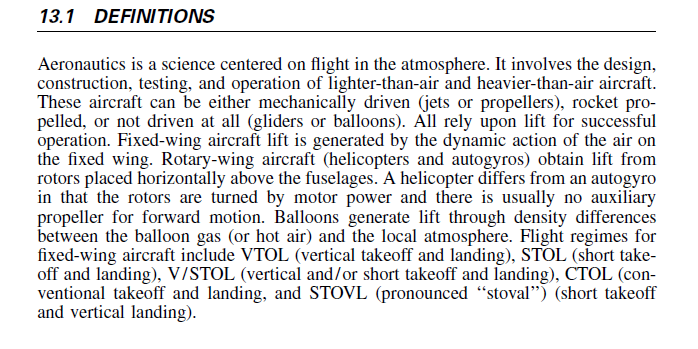 13.1 DEFINITIONS
Aeronautics is a science centered on flight in the atmosphere. It involves the design,
construction, testing, and operation of lighter-than-air and heavier-than-air aircraft.
These aircraft can be either mechanically driven (jets or propellers), rocket pro-
pelled, or not driven at all (gliders or balloons). All rely upon lift for successful
operation. Fixed-wing aircraft lift is generated by the dynamic action of the air on
the fixed wing. Rotary-wing aircraft (helicopters and autogyros) obtain lift from
rotors placed horizontally above the fuselages. A helicopter differs from an autogyro
in that the rotors are turned by motor power and there is usually no auxiliary
propeller for forward motion. Balloons generate lift through density differences
between the balloon gas (or hot air) and the local atmosphere. Flight regimes for
fixed-wing aircraft include VTOL (vertical takeoff and landing), STOL (short take-
off and landing), V/STOL (vertical and/or short takeoff and landing), CTOL (con-
ventional takeoff and landing, and STOVL (pronounced ‘‘stoval’’) (short takeoff
and vertical landing).